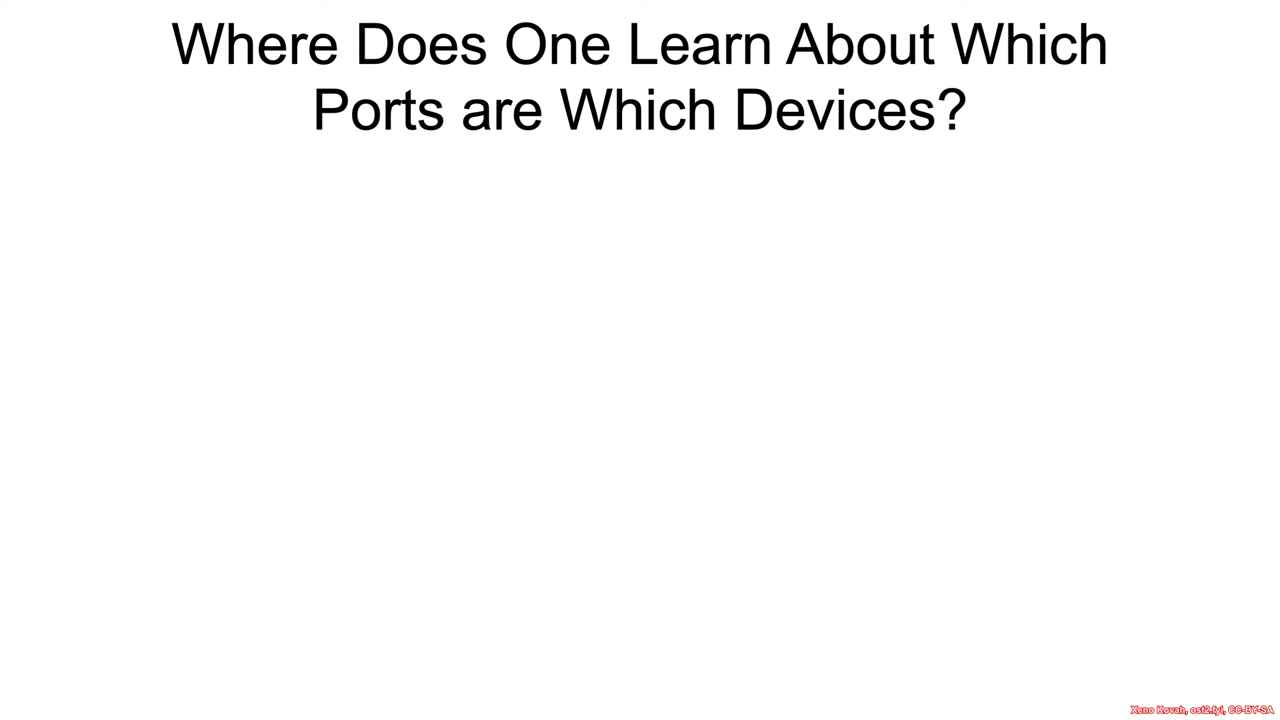 Where Does One Learn About Which
Ports are Which Devices?
Xeno Kovah, ost2.fyi, CC-BY-SA